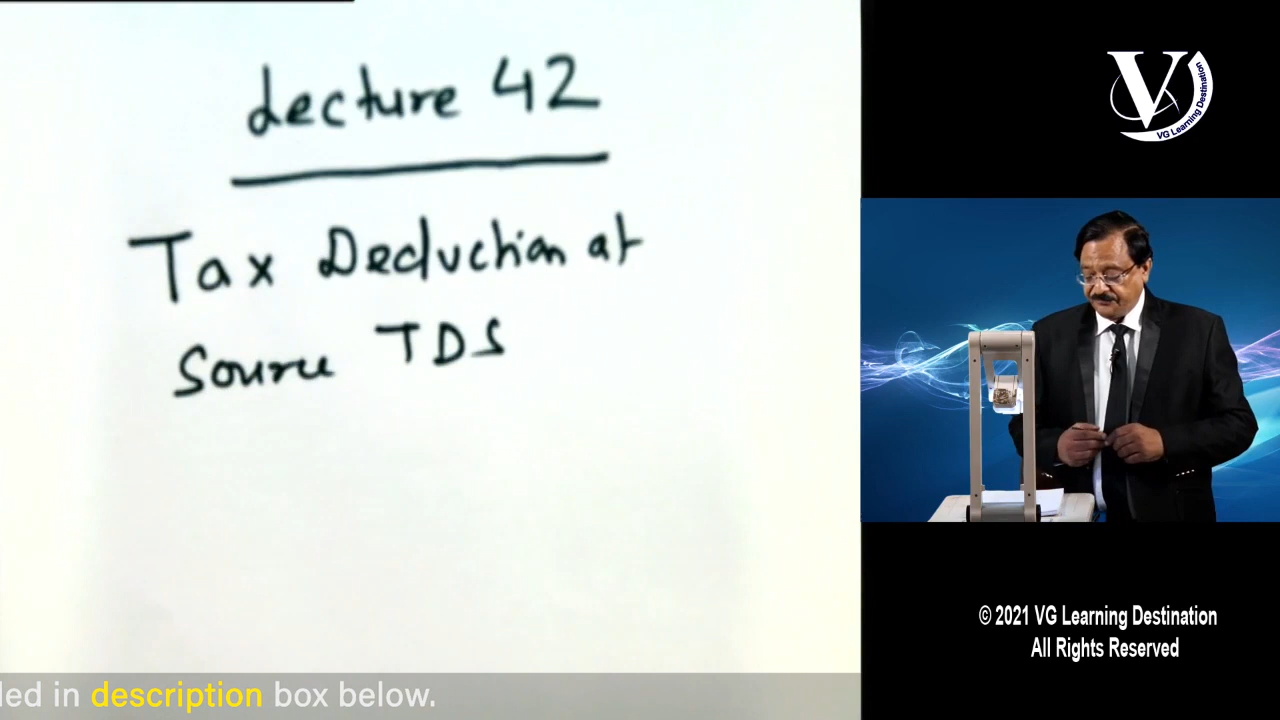 Lecture 42
Tax Deduction at
Source TDS
V
VG Learning Destination
© 2021 VG Learning Destination
All Rights Reserved
in description box below.